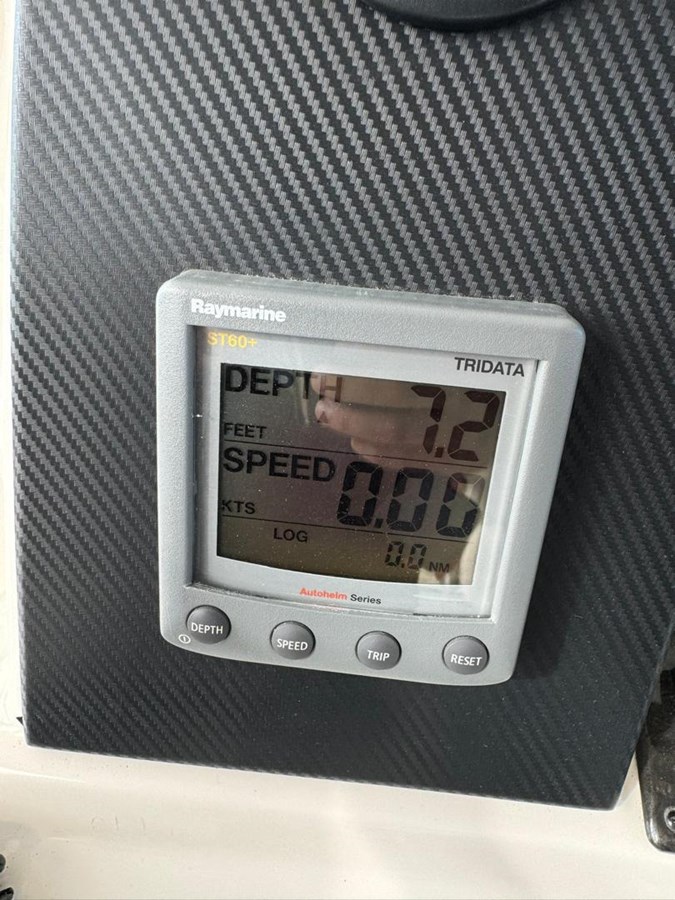 Raymarine
ST60+
TRIDATA
DEPTH 7.2
FEET
SPEED 0.00
KTS
LOG 0.0 NM
Autohelm Series
DEPTH SPEED TRIP RESET